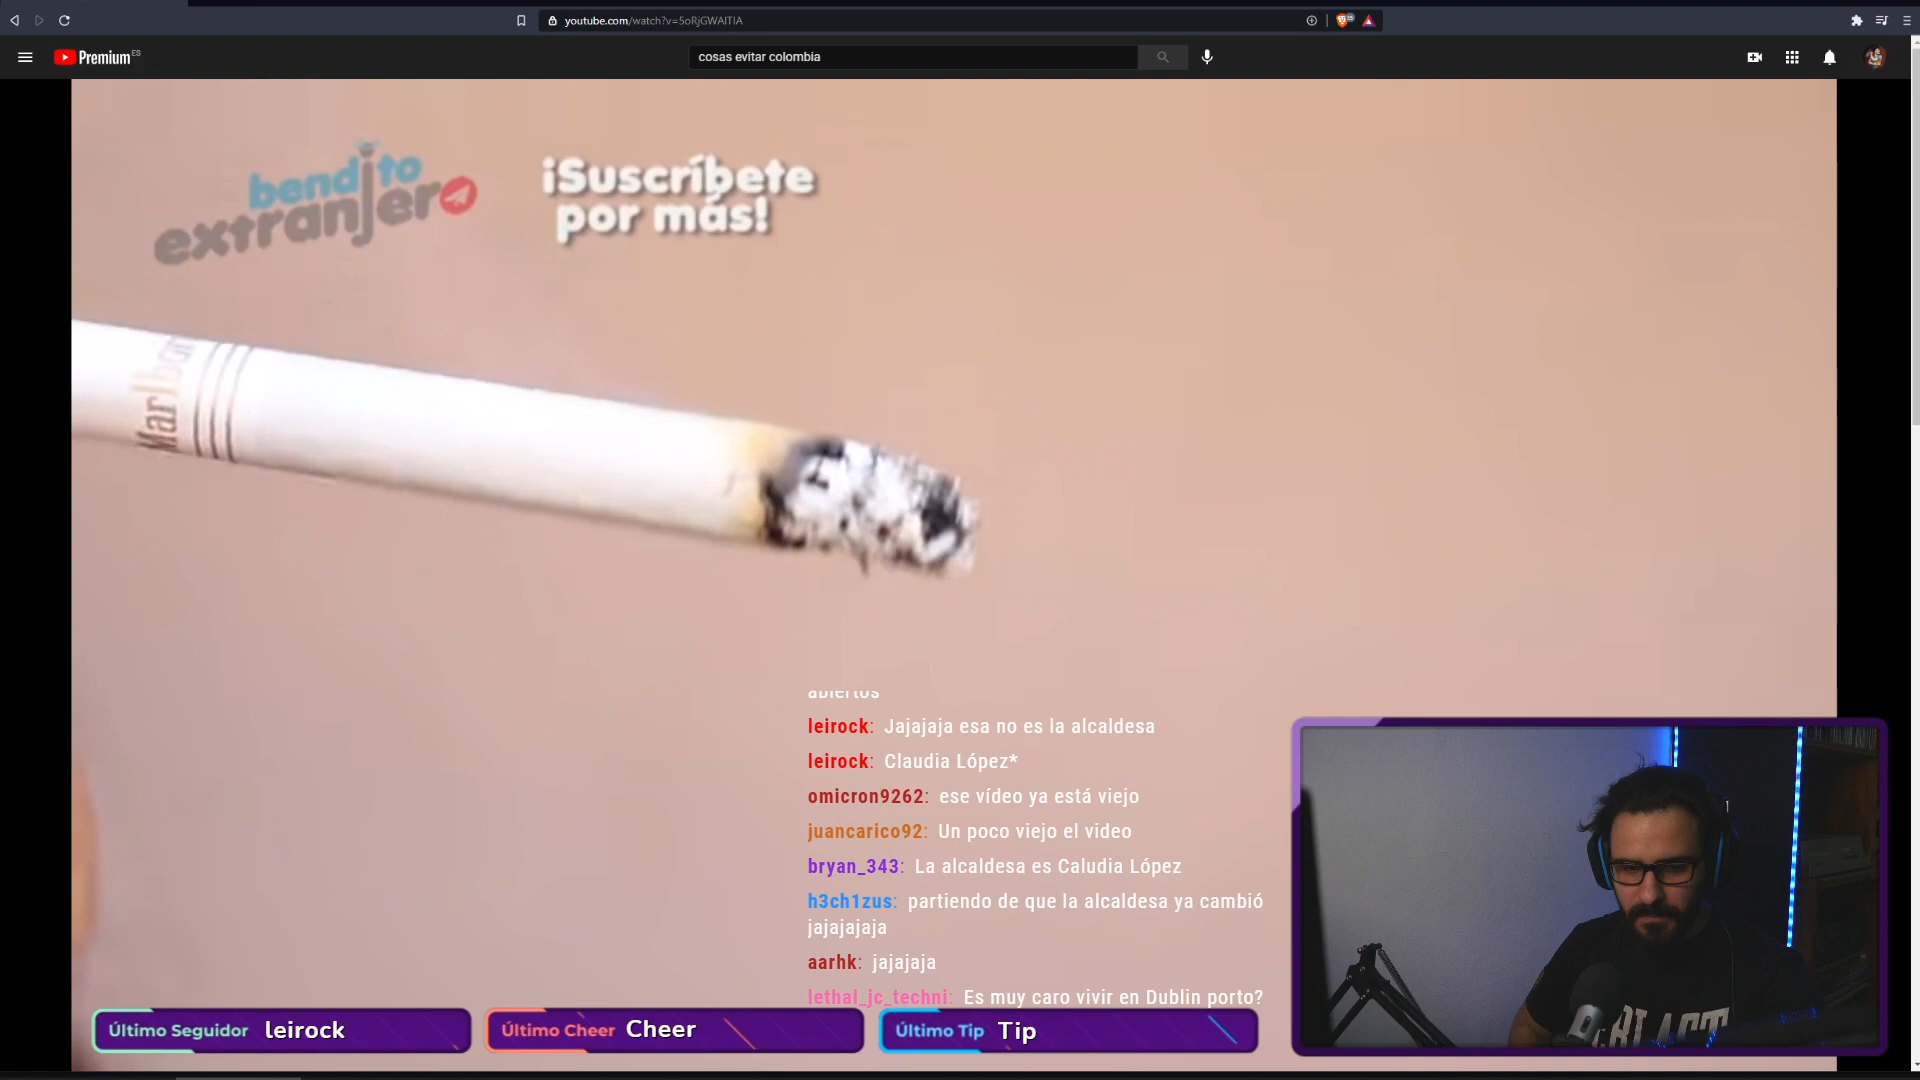 youtube.com/watch?v=5oRjGWAITIA
Premium ES
cosas evitar colombia
bendito
extranjero
¡Suscríbete
por más!
Marlboro
abiertos
leirock: Jajajaja esa no es la alcaldesa
leirock: Claudia López*
omicron9262: ese vídeo ya está viejo
juancarico92: Un poco viejo el video
bryan_343: La alcaldesa es Caludia López
h3ch1zus: partiendo de que la alcaldesa ya cambió
jajajajaja
aarhk: jajajaja
lethal_jc_techni: Es muy caro vivir en Dublin porto?
Último Seguidor leirock
Último Cheer Cheer
Último Tip Tip